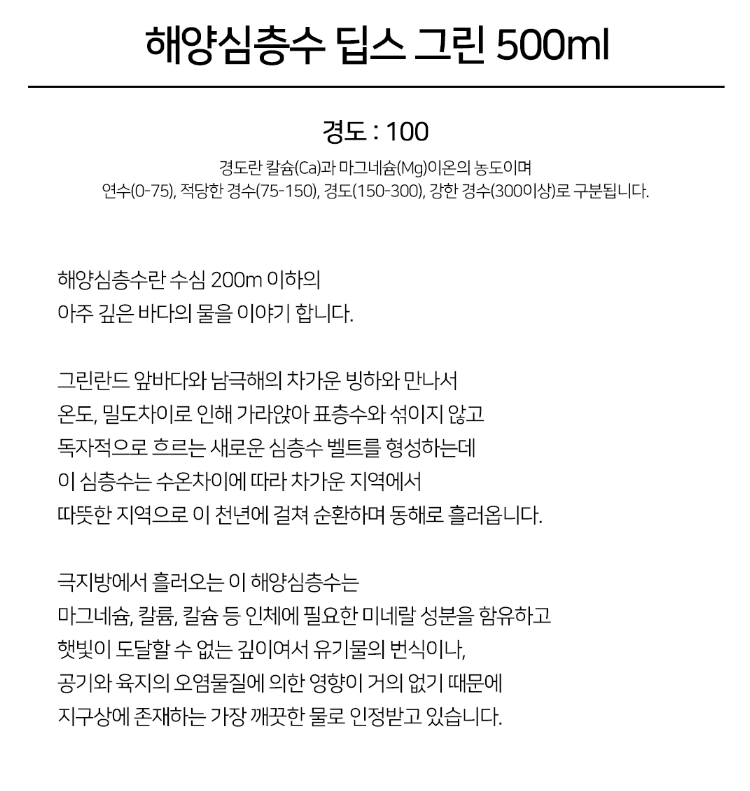 해양심층수 딥스 그린 500ml
경도 : 100
경도란 칼슘(Ca)과 마그네슘(Mg)이온의 농도이며
연수(0-75), 적당한 경수(75-150), 경도(150-300), 강한 경수(300이상)로 구분됩니다.
해양심층수란 수심 200m 이하의
아주 깊은 바다의 물을 이야기 합니다.
그린란드 앞바다와 남극해의 차가운 빙하와 만나서
온도, 밀도차이로 인해 가라앉아 표층수와 섞이지 않고
독자적으로 흐르는 새로운 심층수 벨트를 형성하는데
이 심층수는 수온차이에 따라 차가운 지역에서
따뜻한 지역으로 이 천년에 걸쳐 순환하며 동해로 흘러옵니다.
극지방에서 흘러오는 이 해양심층수는
마그네슘, 칼륨, 칼슘 등 인체에 필요한 미네랄 성분을 함유하고
햇빛이 도달할 수 없는 깊이여서 유기물의 번식이나,
공기와 육지의 오염물질에 의한 영향이 거의 없기 때문에
지구상에 존재하는 가장 깨끗한 물로 인정받고 있습니다.